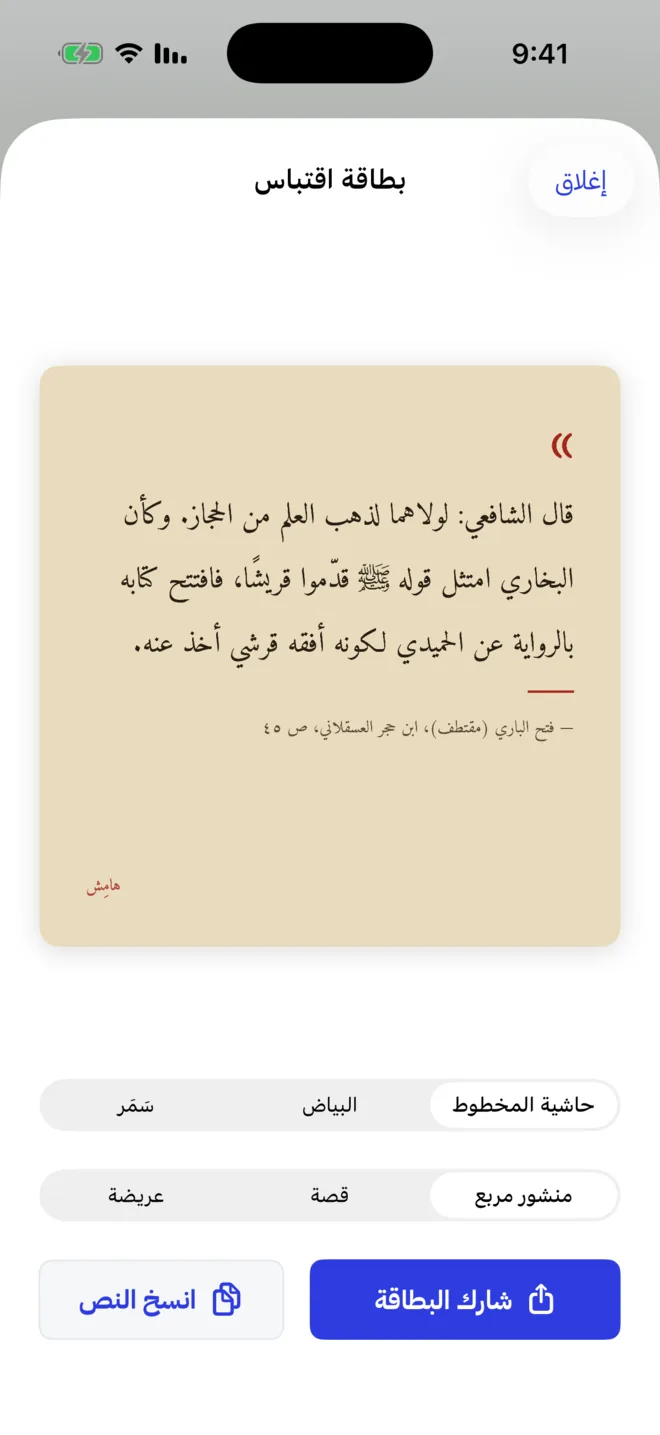 9:41
بطاقة اقتباس
إغلاق
»
قال الشافعي: لولاهما لذهب العلم من الحجاز. وكأن
البخاري امتثل قوله ﷺ قدّموا قريشًا، فافتتح كتابه
بالرواية عن الحميدي لكونه أفقه قرشي أخذ عنه.
— فتح الباري (مقتطف)، ابن حجر العسقلاني، ص ٤٥
هامِش
حاشية المخطوط البياض سَمَر
منشور مربع قصة عريضة
شارك البطاقة انسخ النص